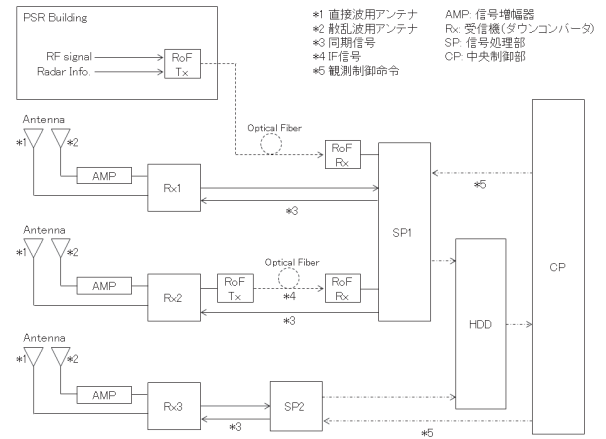 PSR Building
RF signal
Radar Info.
RoF
Tx
*1 直接波用アンテナ
*2 散乱波用アンテナ
*3 同期信号
*4 IF信号
*5 観測制御命令
AMP: 信号増幅器
Rx: 受信機(ダウンコンバータ)
SP: 信号処理部
CP: 中央制御部
Optical Fiber
RoF
Rx
Antenna
*1
*2
AMP
Rx1
*3
*5
SP1
CP
Antenna
*1
*2
AMP
Rx2
RoF
Tx
Optical Fiber
*4
RoF
Rx
*3
HDD
Antenna
*1
*2
AMP
Rx3
*3
SP2
*5